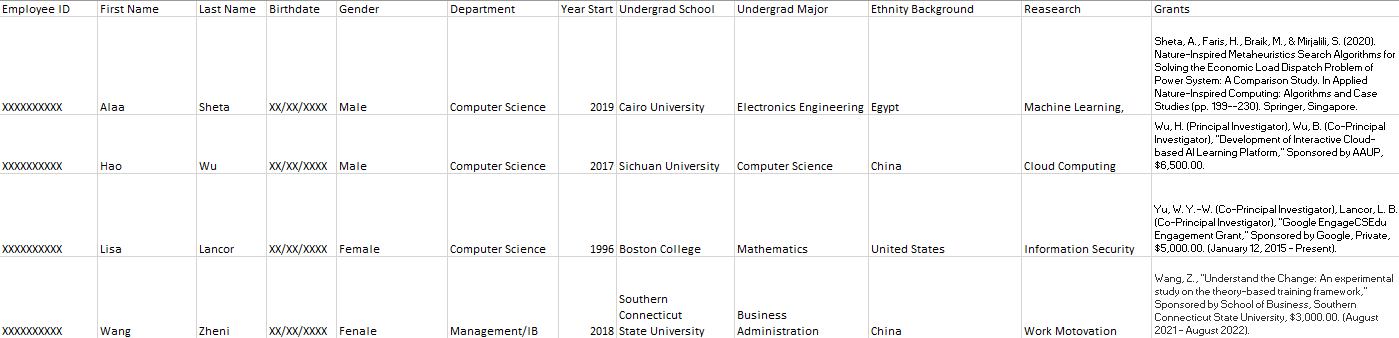 Employee ID First Name Last Name Birthdate Gender Department Year Start Undergrad School Undergrad Major Ethnity Background Reasearch Grants
Sheta, A., Faris, H., Braik, M., & Mirjalili, S. (2020).
Nature-Inspired Metaheuristics Search Algorithms for
Solving the Economic Load Dispatch Problem of
Power System: A Comparison Study. In Applied
Nature-Inspired Computing: Algorithms and Case
XXXXXXXXXX Alaa Sheta XX/XX/XXXX Male Computer Science 2019 Cairo University Electronics Engineering Egypt Machine Learning, Studies (pp. 199--230). Springer, Singapore.
Wu, H. (Principal Investigator), Wu, B. (Co-Principal
Investigator), "Development of Interactive Cloud-
based AI Learning Platform," Sponsored by AAUP,
XXXXXXXXXX Hao Wu XX/XX/XXXX Male Computer Science 2017 Sichuan University Computer Science China Cloud Computing $6,500.00.
Yu, W. Y.-W. (Co-Principal Investigator), Lancor, L. B.
(Co-Principal Investigator), "Google EngageCSEdu
Engagement Grant," Sponsored by Google, Private,
XXXXXXXXXX Lisa Lancor XX/XX/XXXX Female Computer Science 1996 Boston College Mathematics United States Information Security $5,000.00. (January 12, 2015 - Present).
Wang, Z., "Understand the Change: An experimental
study on the theory-based training framework,"
Southern Sponsored by School of Business, Southern
Connecticut Business Connecticut State University, $3,000.00. (August
XXXXXXXXXX Wang Zheni XX/XX/XXXX Fenale Management/IB 2018 State University Administration China Work Motovation 2021 - August 2022).